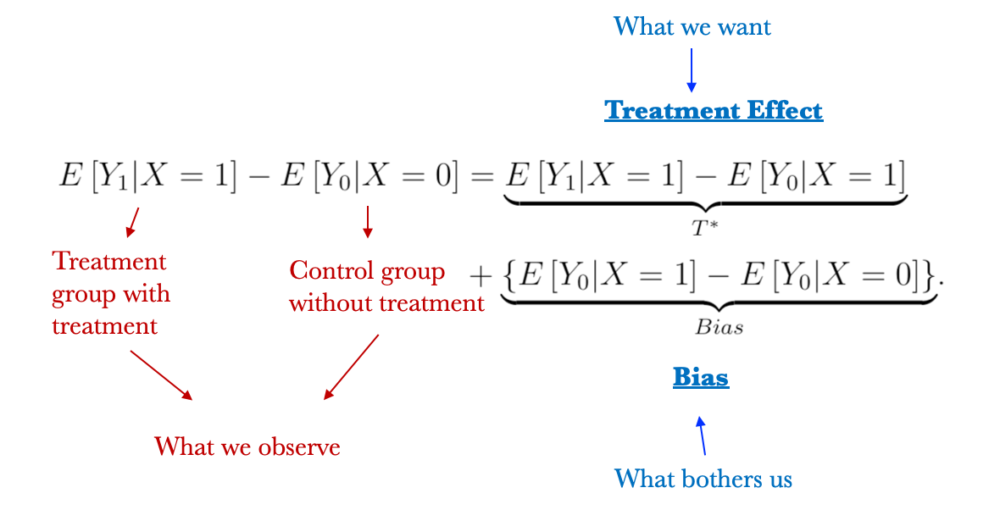 What we want
Treatment Effect
E [Y₁|X = 1] − E [Y₀|X = 0] = E [Y₁|X = 1] − E [Y₀|X = 1]
T*
Treatment
group with
treatment
Control group
without treatment
+ {E [Y₀|X = 1] − E [Y₀|X = 0]}.
Bias
Bias
What we observe
What bothers us